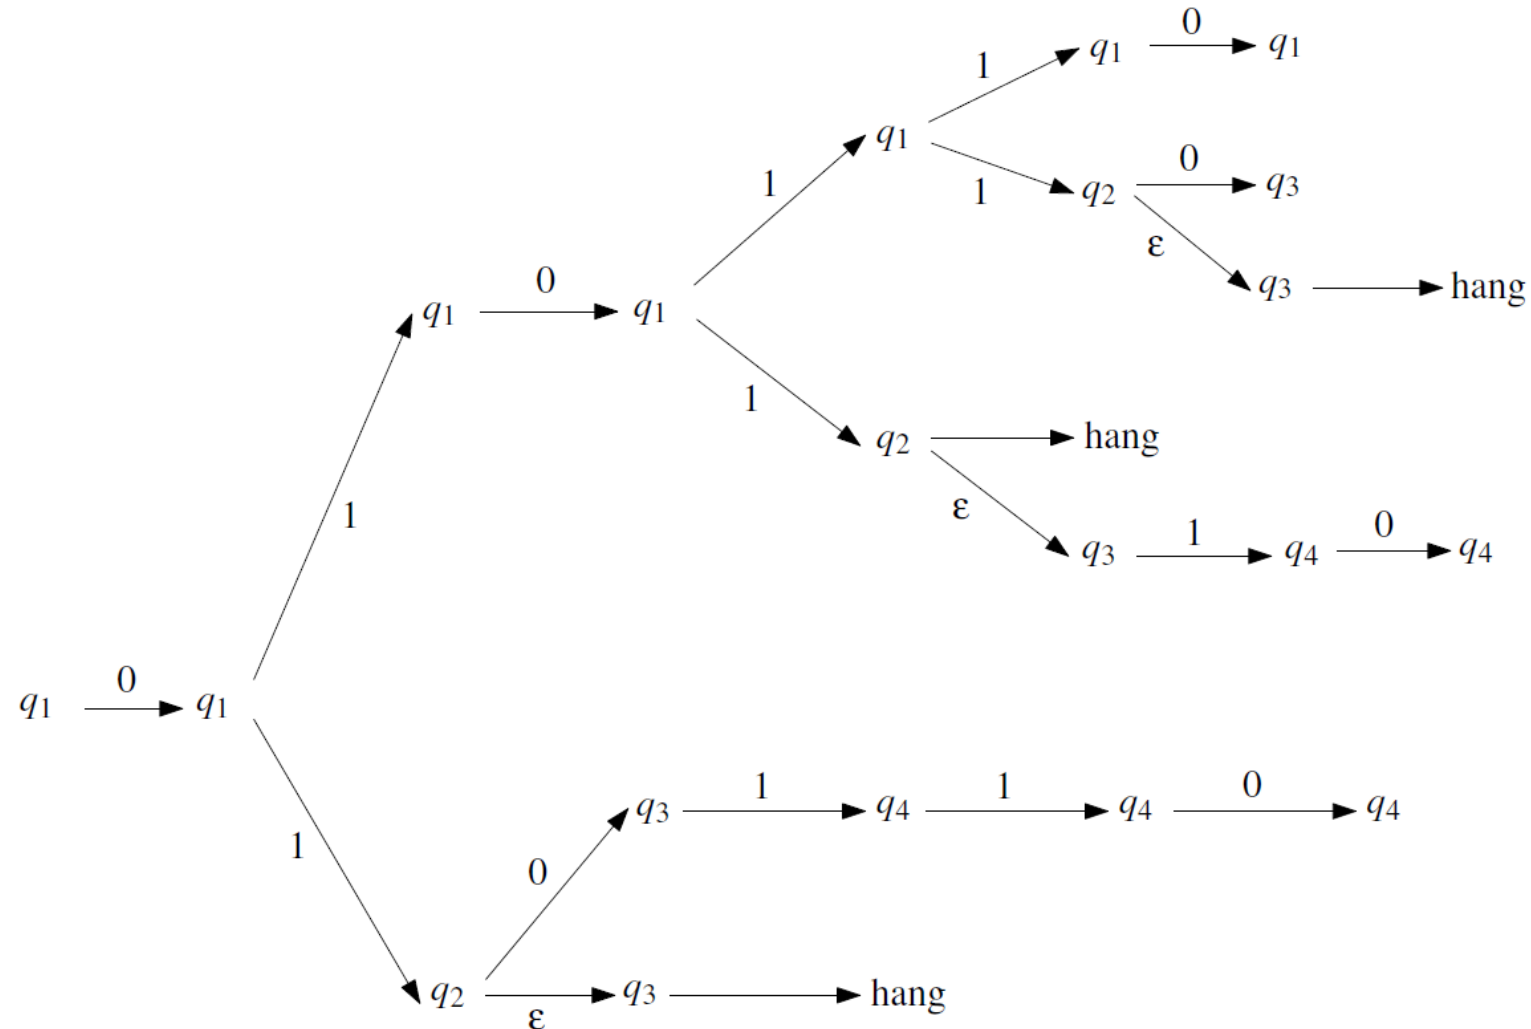 0
q1 q1
1
1 q1
0
q1 q3
1
0 ε
q1 q1 q3 hang
1
q2 hang
ε
1 1 0
q3 q4 q4
0
q1 q1
1 1 0
q3 q4 q4 q4
1 0
q2 q3 hang
ε
1 q2 0